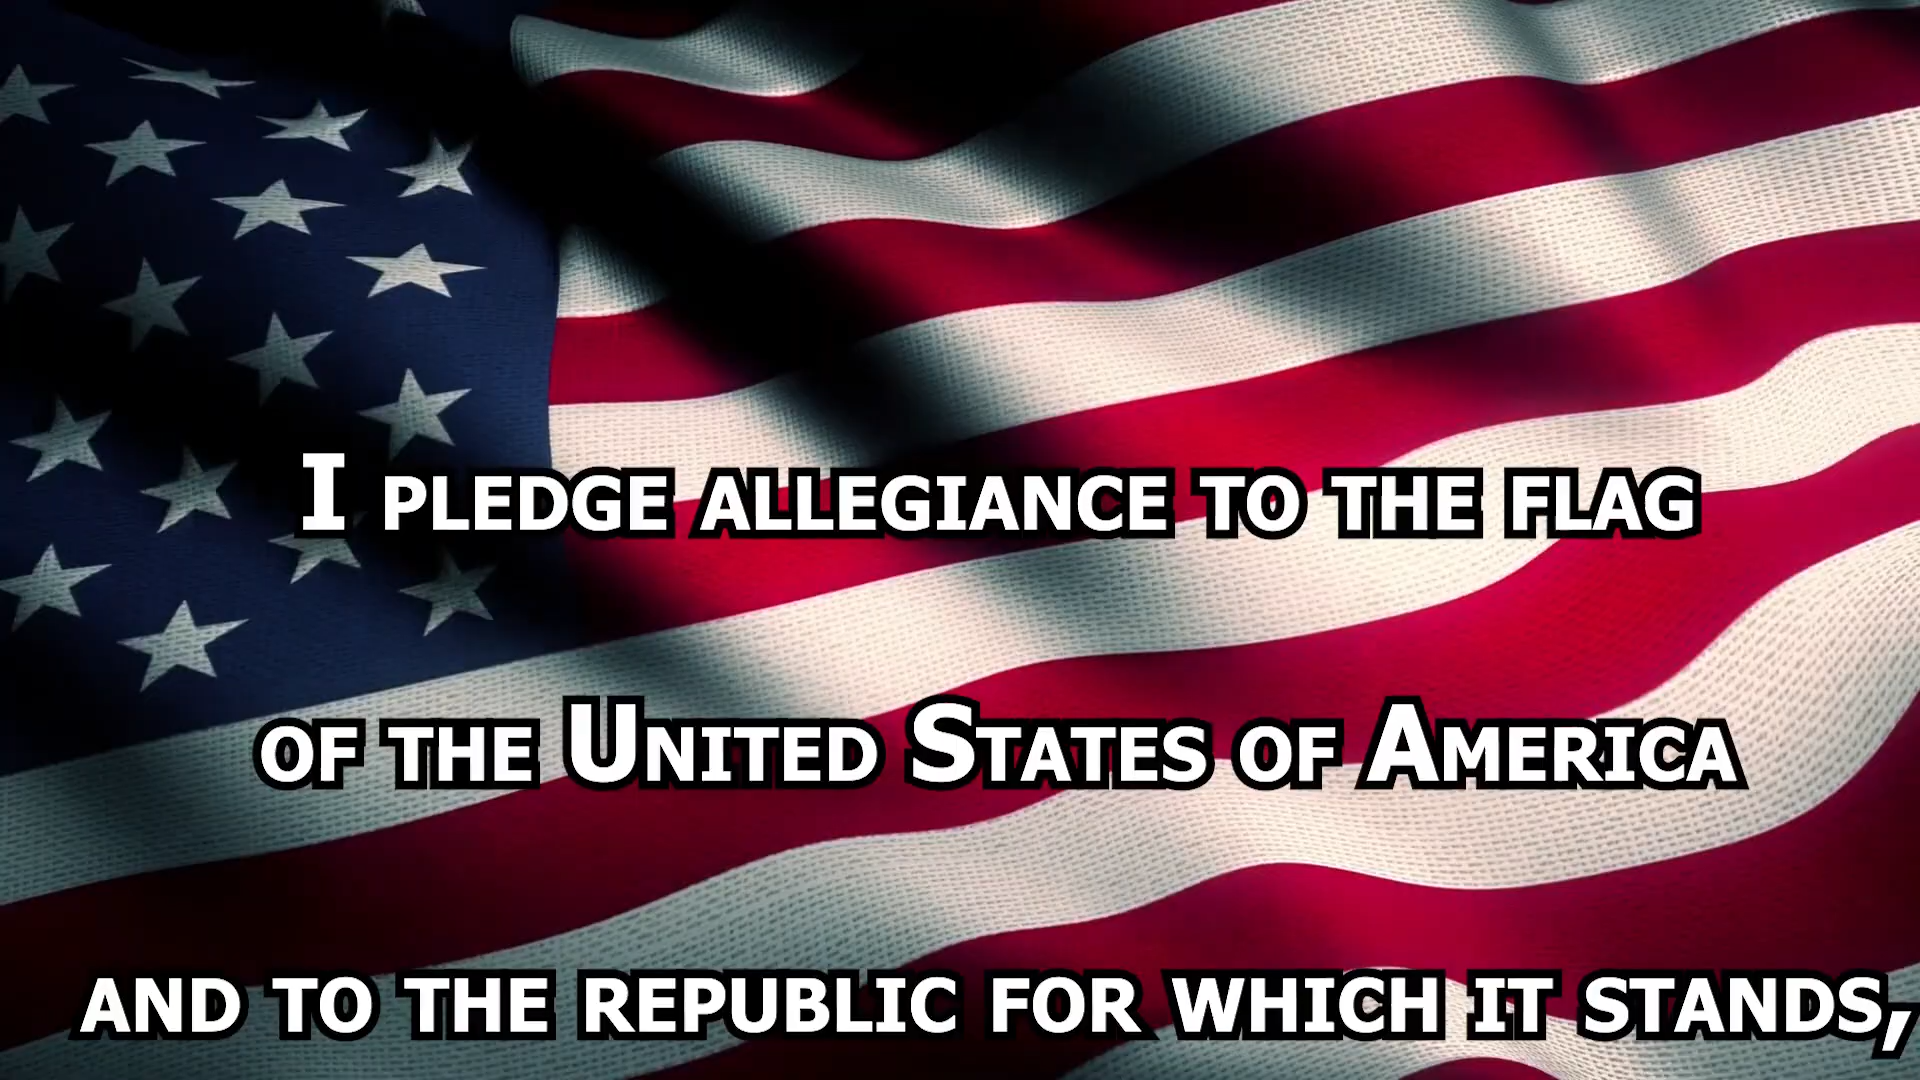 I pledge allegiance to the flag
of the United States of America
and to the republic for which it stands,